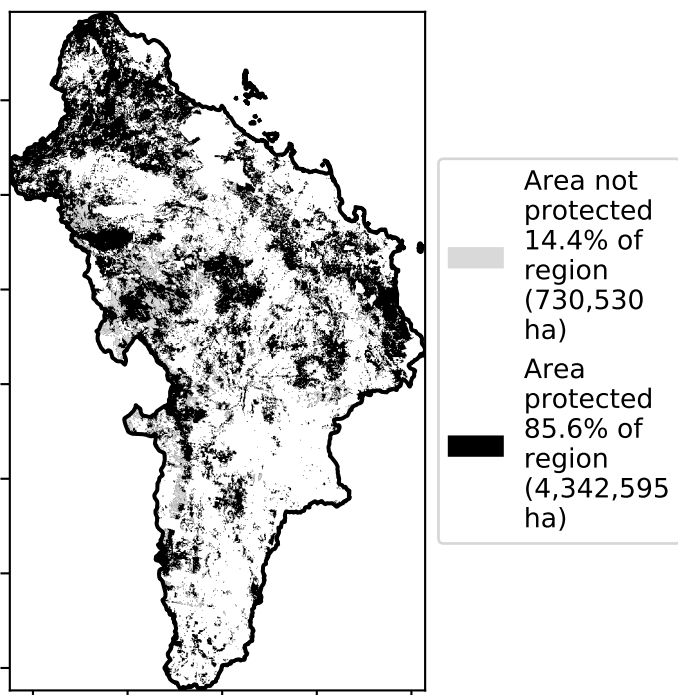 Area not
protected
14.4% of
region
(730,530
ha)
Area
protected
85.6% of
region
(4,342,595
ha)